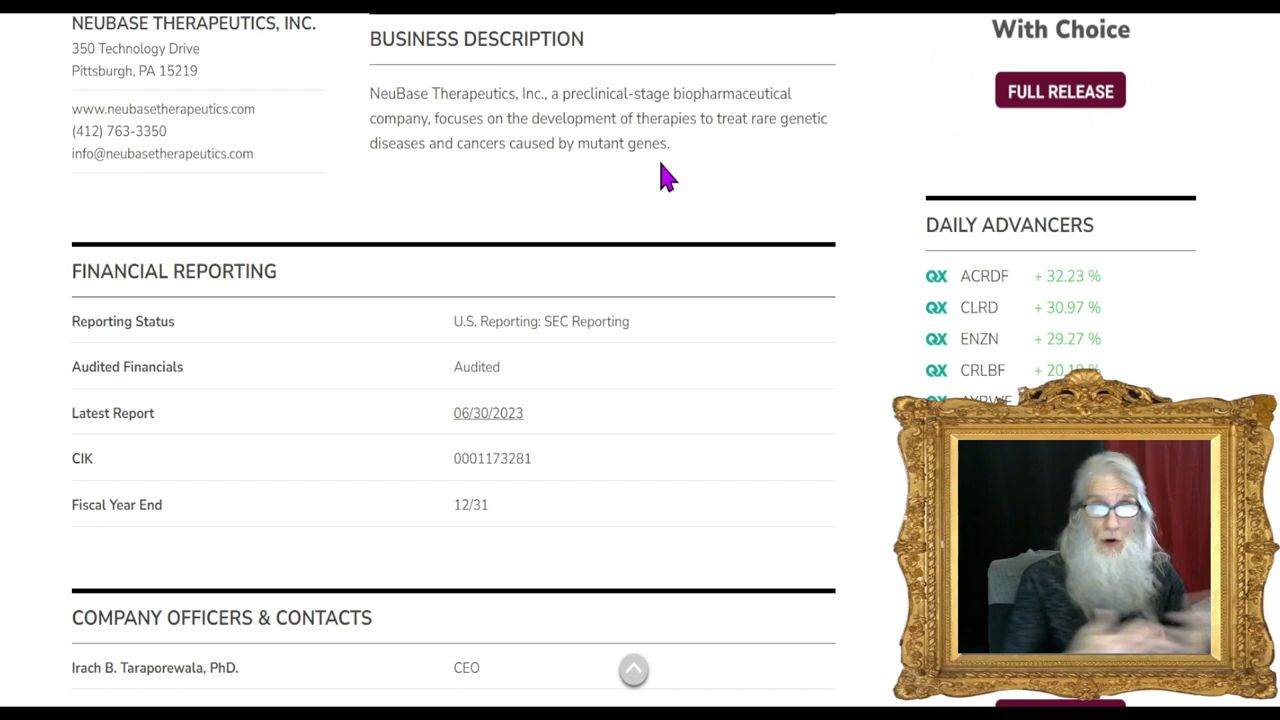 NEUBASE THERAPEUTICS, INC.
350 Technology Drive
Pittsburgh, PA 15219
www.neubasetherapeutics.com
(412) 763-3350
info@neubasetherapeutics.com
BUSINESS DESCRIPTION
NeuBase Therapeutics, Inc., a preclinical-stage biopharmaceutical
company, focuses on the development of therapies to treat rare genetic
diseases and cancers caused by mutant genes.
FINANCIAL REPORTING
Reporting Status U.S. Reporting: SEC Reporting
Audited Financials Audited
Latest Report 06/30/2023
CIK 0001173281
Fiscal Year End 12/31
COMPANY OFFICERS & CONTACTS
Irach B. Taraporewala, PhD. CEO
With Choice
FULL RELEASE
DAILY ADVANCERS
QX ACRDF + 32.23 %
QX CLRD + 30.97 %
QX ENZN + 29.27 %
QX CRLBF